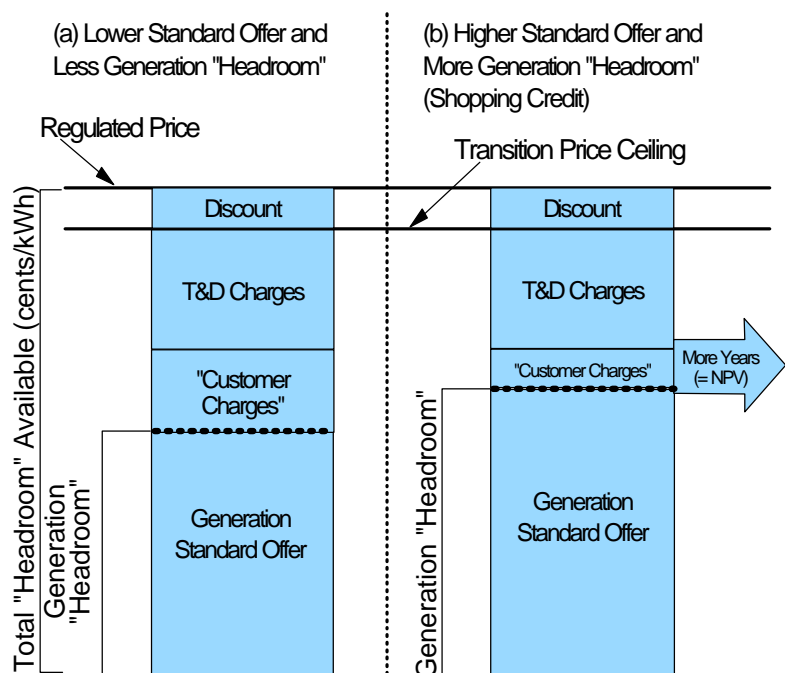 (a) Lower Standard Offer and
Less Generation "Headroom"
(b) Higher Standard Offer and
More Generation "Headroom"
(Shopping Credit)
Regulated Price
Transition Price Ceiling
Total "Headroom" Available (cents/kWh)
Generation
"Headroom"
Discount
T&D Charges
"Customer
Charges"
Generation
Standard Offer
Generation "Headroom"
Discount
T&D Charges
"Customer Charges"
Generation
Standard Offer
More Years
(= NPV)